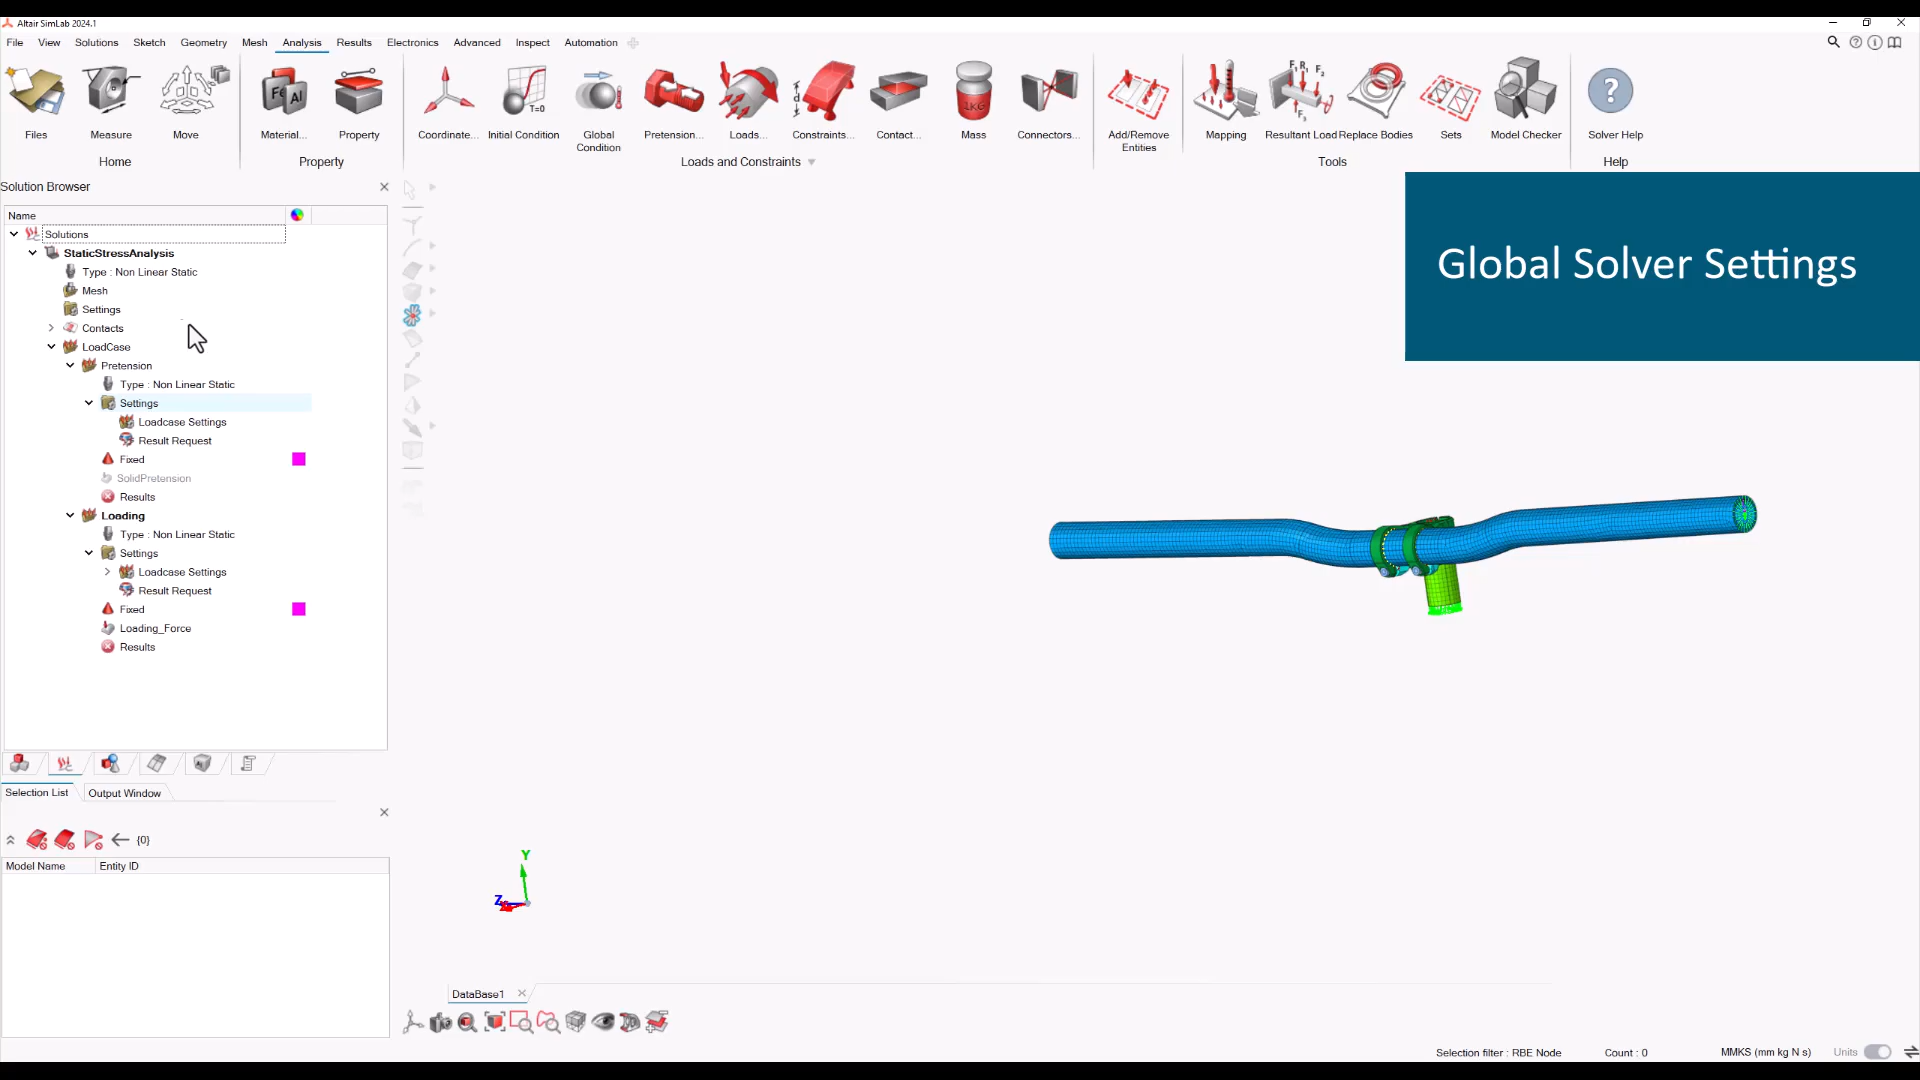 Altair SimLab 2024.1
File View Solutions Sketch Geometry Mesh Analysis Results Electronics Advanced Inspect Automation
Files Measure Move Material... Property Coordinate... Initial Condition Global Condition Pretension... Loads... Constraints... Contact... Mass Connectors... Add/Remove Entities Mapping Resultant Load Replace Bodies Sets Model Checker Solver Help
Home Property Loads and Constraints Tools Help
Solution Browser
Name
Solutions
StaticStressAnalysis
Type : Non Linear Static
Mesh
Settings
Contacts
LoadCase
Pretension
Type : Non Linear Static
Settings
Loadcase Settings
Result Request
Fixed
SolidPretension
Results
Loading
Type : Non Linear Static
Settings
Loadcase Settings
Result Request
Fixed
Loading_Force
Results
Global Solver Settings
Selection List Output Window
{0}
Model Name Entity ID
Y
Z
DataBase1
Selection filter : RBE Node Count : 0 MMKS (mm kg N s) Units